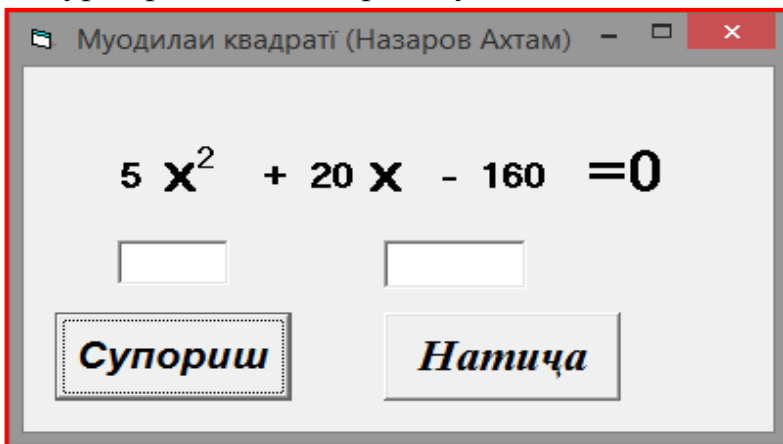 Муодилаи квадратї (Назаров Ахтам)
5 x² + 20 x - 160 =0
Супориш Натиҷа